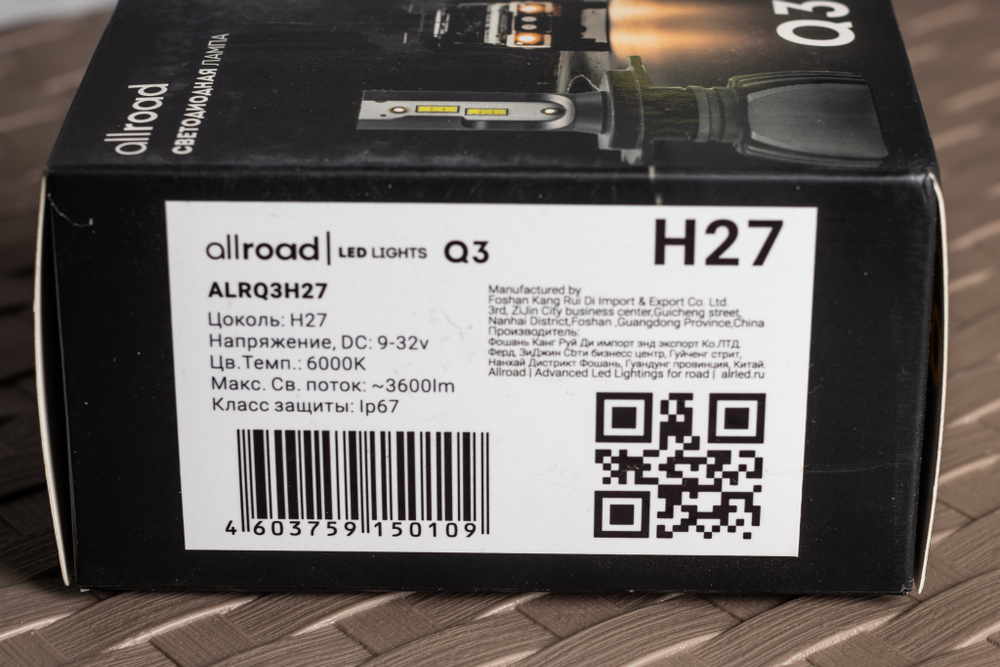 Q3
allroad
СВЕТОДИОДНАЯ ЛАМПА
allroad | LED LIGHTS Q3
H27
ALRQ3H27
Цоколь: H27
Напряжение, DC: 9-32v
Цв.Темп.: 6000K
Макс. Св. поток: ~3600lm
Класс защиты: Ip67
Manufactured by
Foshan Kang Rui Di Import & Export Co. Ltd.
3rd, ZiJin City business center,Guicheng street,
Nanhai District,Foshan ,Guangdong Province,China
Производитель:
Фошань Канг Руй Ди импорт энд экспорт Ко.ЛТД.
Ферд, ЗиДжин Сbти бизнесс центр, Гуйченг стрит,
Нанхай Дистрикт Фошань, Гуандунг провинция, Китай.
Allroad | Advanced Led Lightings for road | alrled.ru
4 603759 150109